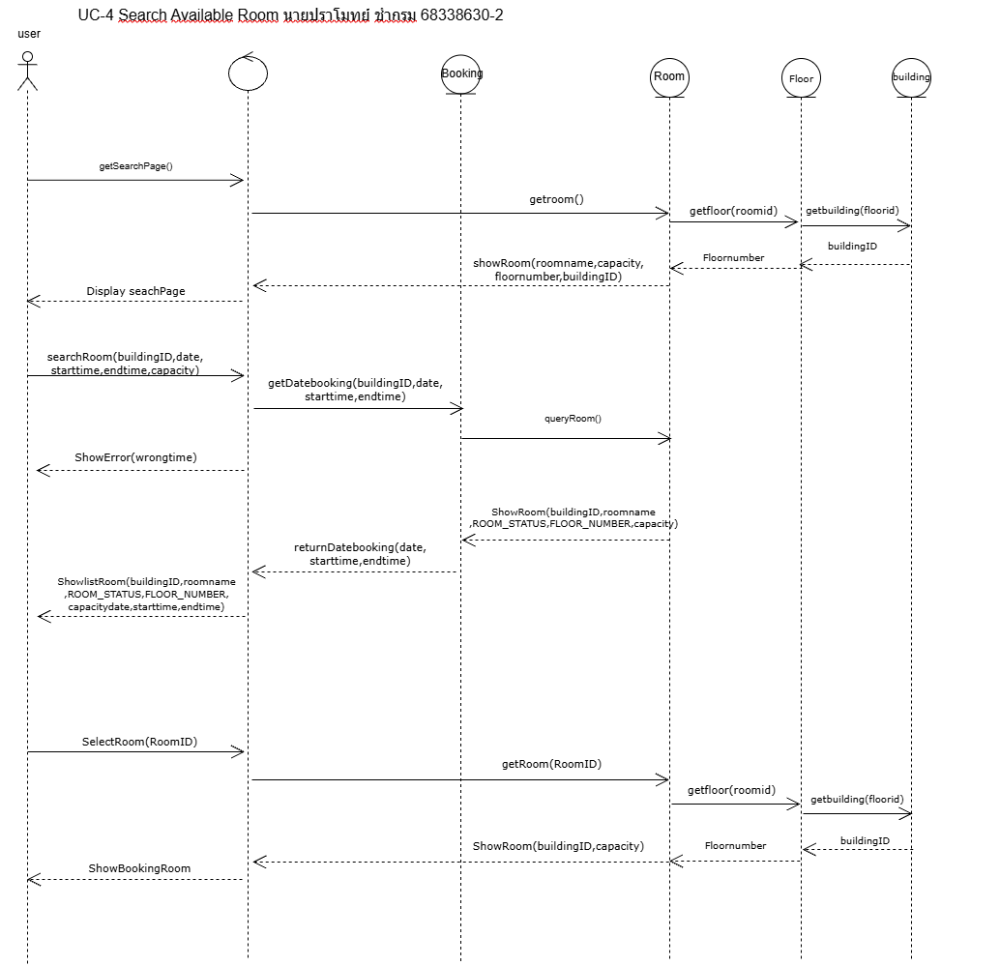 UC-4 Search Available Room นายปราโมทย์ ชำกรม 68338630-2
user
Booking
Room
Floor
building
getSearchPage()
getroom()
getfloor(roomid)
getbuilding(floorid)
buildingID
Floornumber
showRoom(roomname,capacity,
floornumber,buildingID)
Display seachPage
searchRoom(buildingID,date,
starttime,endtime,capacity)
getDatebooking(buildingID,date,
starttime,endtime)
queryRoom()
ShowError(wrongtime)
ShowRoom(buildingID,roomname
,ROOM_STATUS,FLOOR_NUMBER,capacity)
returnDatebooking(date,
starttime,endtime)
ShowlistRoom(buildingID,roomname
,ROOM_STATUS,FLOOR_NUMBER,
capacitydate,starttime,endtime)
SelectRoom(RoomID)
getRoom(RoomID)
getfloor(roomid)
getbuilding(floorid)
buildingID
Floornumber
ShowRoom(buildingID,capacity)
ShowBookingRoom